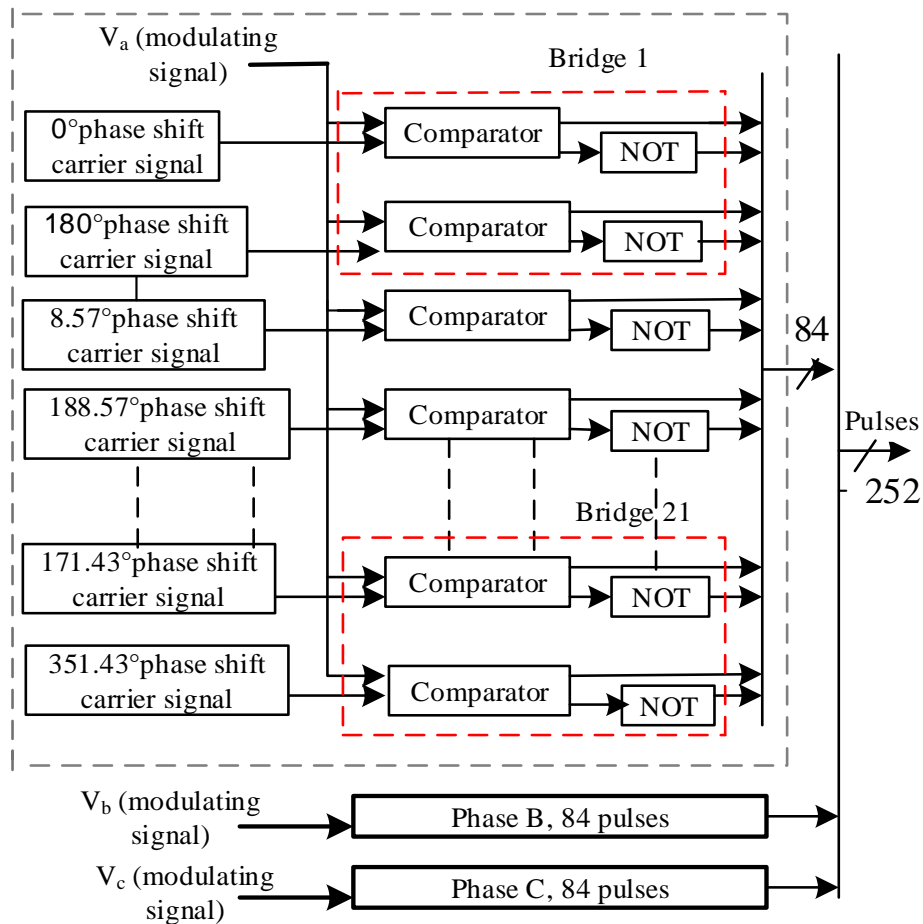 V_a (modulating
signal)
Bridge 1
0°phase shift
carrier signal
Comparator
NOT
180°phase shift
carrier signal
Comparator
NOT
8.57°phase shift
carrier signal
Comparator
NOT
84
188.57°phase shift
carrier signal
Comparator
NOT
Pulses
252
Bridge 21
171.43°phase shift
carrier signal
Comparator
NOT
351.43°phase shift
carrier signal
Comparator
NOT
V_b (modulating
signal)
Phase B, 84 pulses
V_c (modulating
signal)
Phase C, 84 pulses